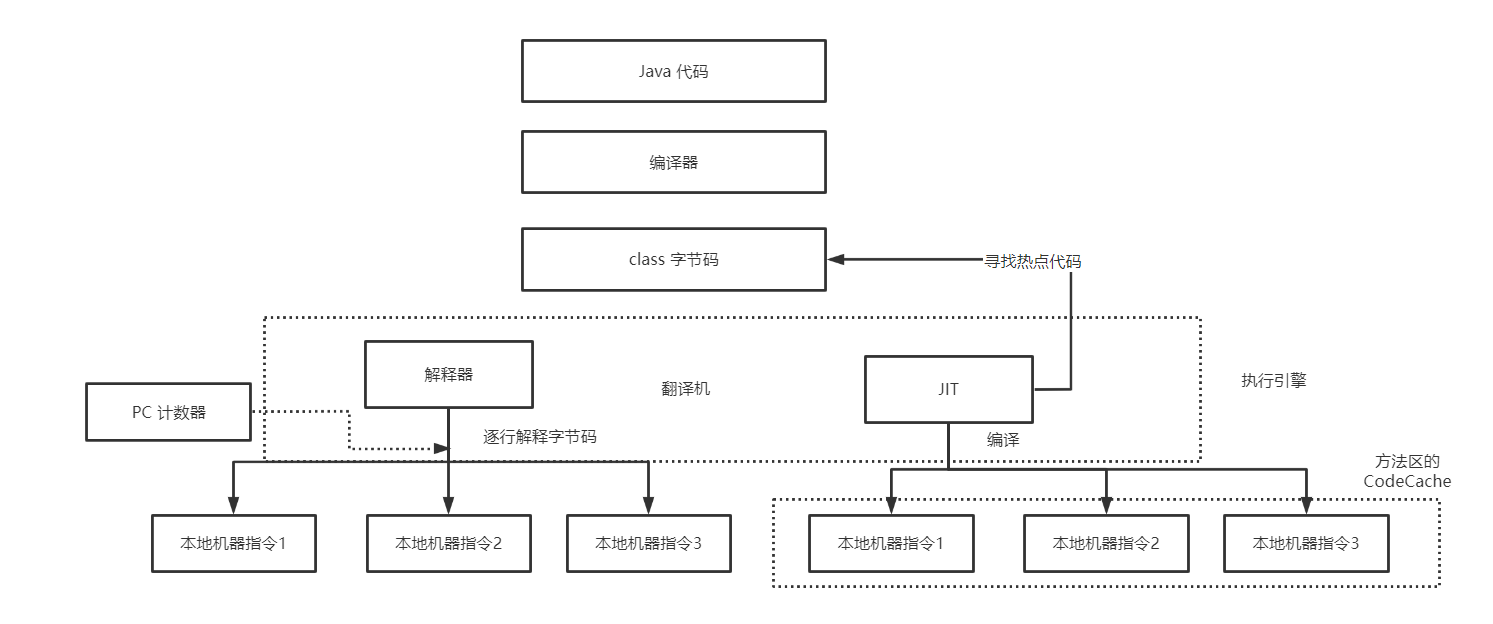 Java 代码
编译器
class 字节码
寻找热点代码
解释器
翻译机
JIT
执行引擎
PC 计数器
逐行解释字节码
编译
方法区的
CodeCache
本地机器指令1
本地机器指令2
本地机器指令3
本地机器指令1
本地机器指令2
本地机器指令3